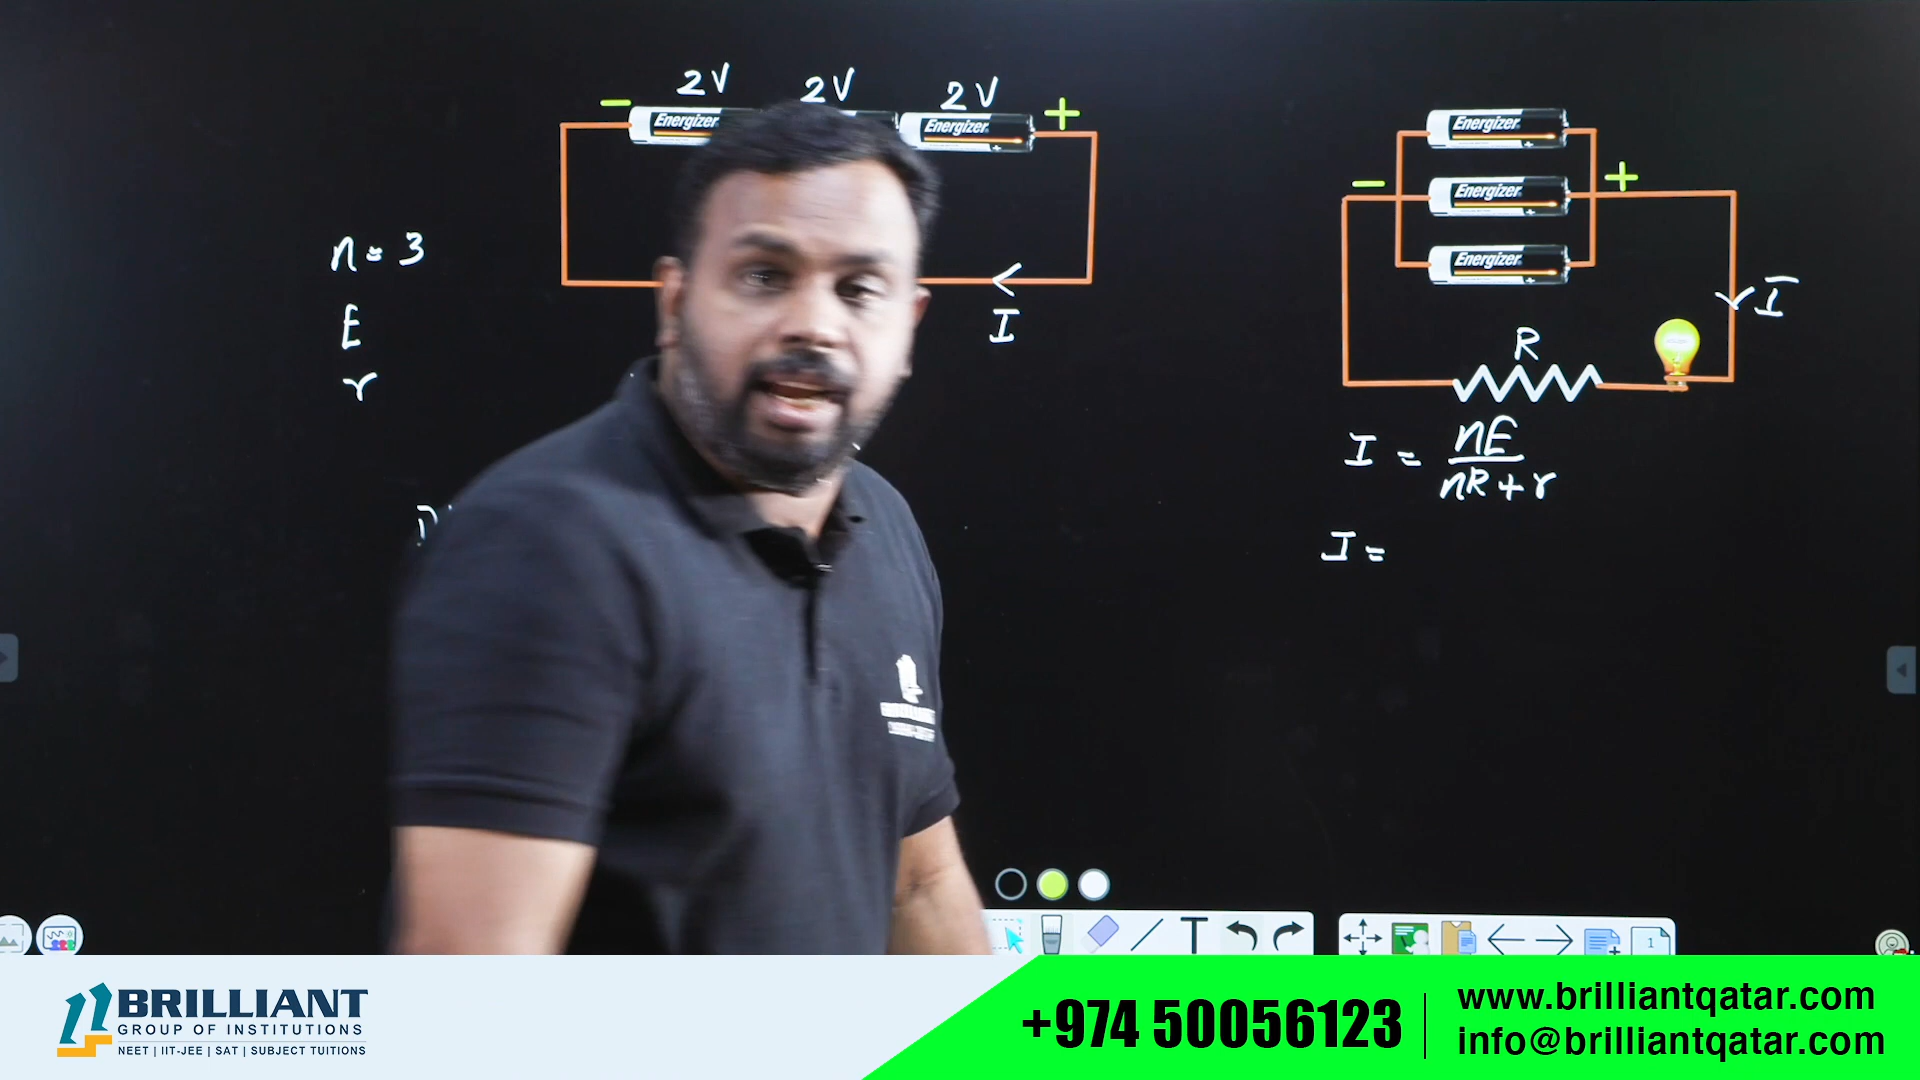 2V 2V 2V
− +
Energizer Energizer
n = 3
E
r
I
Energizer
Energizer
Energizer
− +
I
R
I = nE / nR + r
I =
T
1
BRILLIANT
GROUP OF INSTITUTIONS
NEET | IIT-JEE | SAT | SUBJECT TUITIONS
+974 50056123
www.brilliantqatar.com
info@brilliantqatar.com